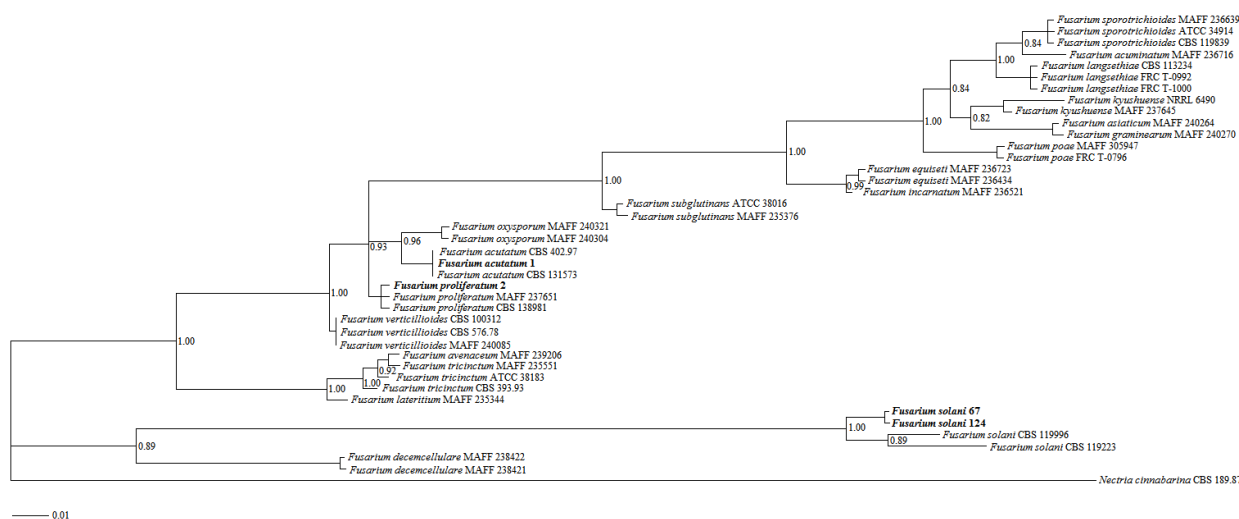 Fusarium sporotrichioides MAFF 236639
Fusarium sporotrichioides ATCC 34914
0.84
Fusarium sporotrichioides CBS 119839
Fusarium acuminatum MAFF 236716
1.00
Fusarium langsethiae CBS 113234
Fusarium langsethiae FRC T-0992
0.84
Fusarium langsethiae FRC T-1000
Fusarium kyushuense NRRL 6490
Fusarium kyushuense MAFF 237645
0.82
1.00
Fusarium asiaticum MAFF 240264
Fusarium graminearum MAFF 240270
Fusarium poae MAFF 305947
1.00
Fusarium poae FRC T-0796
Fusarium equiseti MAFF 236723
1.00
Fusarium equiseti MAFF 236434
0.99
Fusarium incarnatum MAFF 236521
Fusarium subglutinans ATCC 38016
Fusarium subglutinans MAFF 235376
Fusarium oxysporum MAFF 240321
0.96
Fusarium oxysporum MAFF 240304
0.93
Fusarium acutatum CBS 402.97
Fusarium acutatum 1
Fusarium acutatum CBS 131573
Fusarium proliferatum 2
1.00
Fusarium proliferatum MAFF 237651
Fusarium proliferatum CBS 138981
Fusarium verticillioides CBS 100312
Fusarium verticillioides CBS 576.78
1.00
Fusarium verticillioides MAFF 240085
Fusarium avenaceum MAFF 239206
Fusarium tricinctum MAFF 235551
0.92
Fusarium tricinctum ATCC 38183
1.00
Fusarium tricinctum CBS 393.93
1.00
Fusarium lateritium MAFF 235344
Fusarium solani 67
Fusarium solani 124
1.00
Fusarium solani CBS 119996
0.89
Fusarium solani CBS 119223
0.89
Fusarium decemcellulare MAFF 238422
Fusarium decemcellulare MAFF 238421
Nectria cinnabarina CBS 189.87
0.01